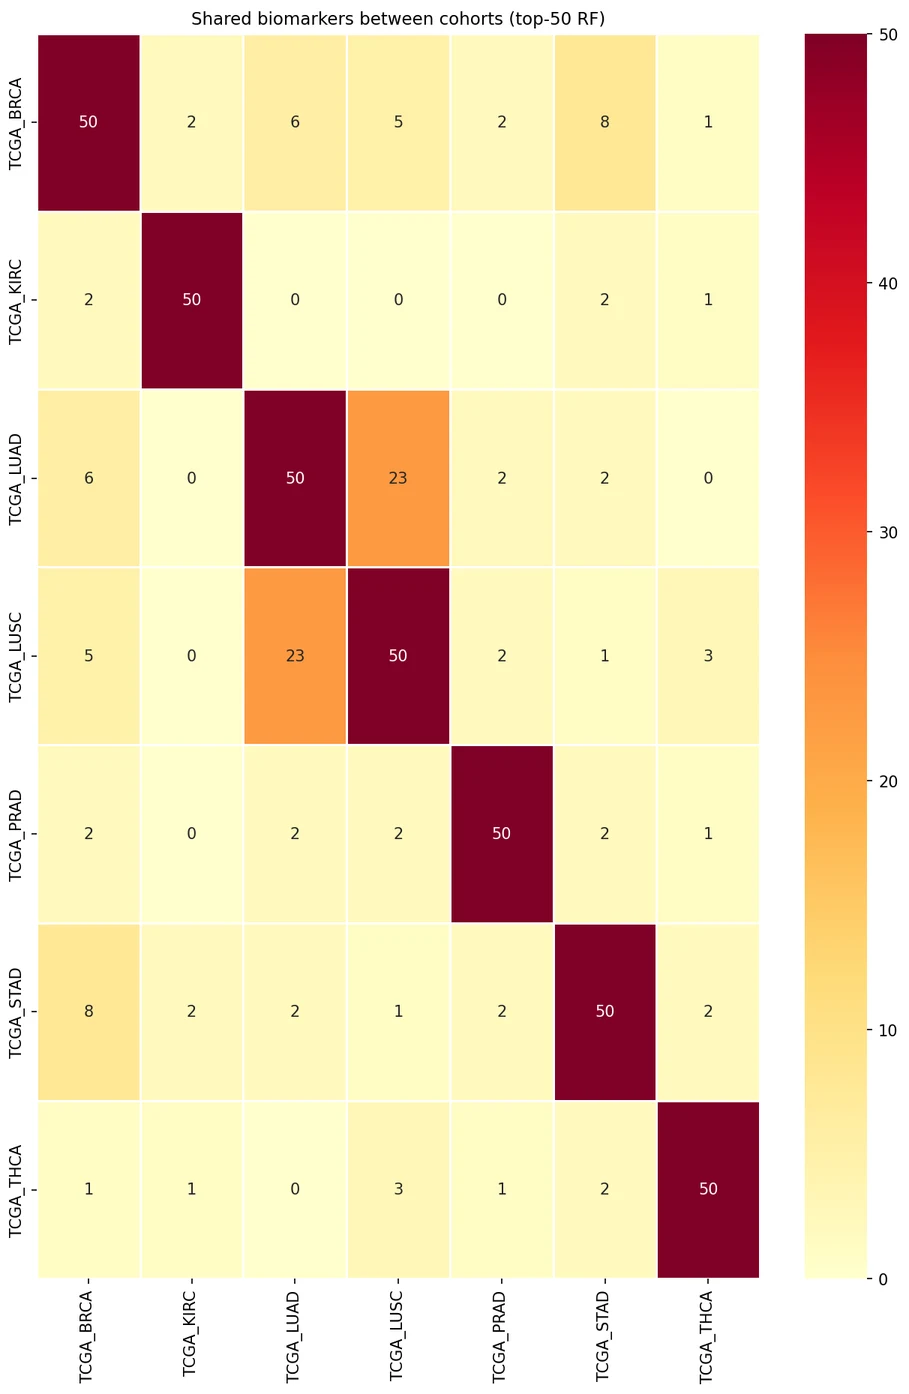 Shared biomarkers between cohorts (top-50 RF)
TCGA_BRCA 50 2 6 5 2 8 1
TCGA_KIRC 2 50 0 0 0 2 1
TCGA_LUAD 6 0 50 23 2 2 0
TCGA_LUSC 5 0 23 50 2 1 3
TCGA_PRAD 2 0 2 2 50 2 1
TCGA_STAD 8 2 2 1 2 50 2
TCGA_THCA 1 1 0 3 1 2 50
TCGA_BRCA TCGA_KIRC TCGA_LUAD TCGA_LUSC TCGA_PRAD TCGA_STAD TCGA_THCA
50
40
30
20
10
0